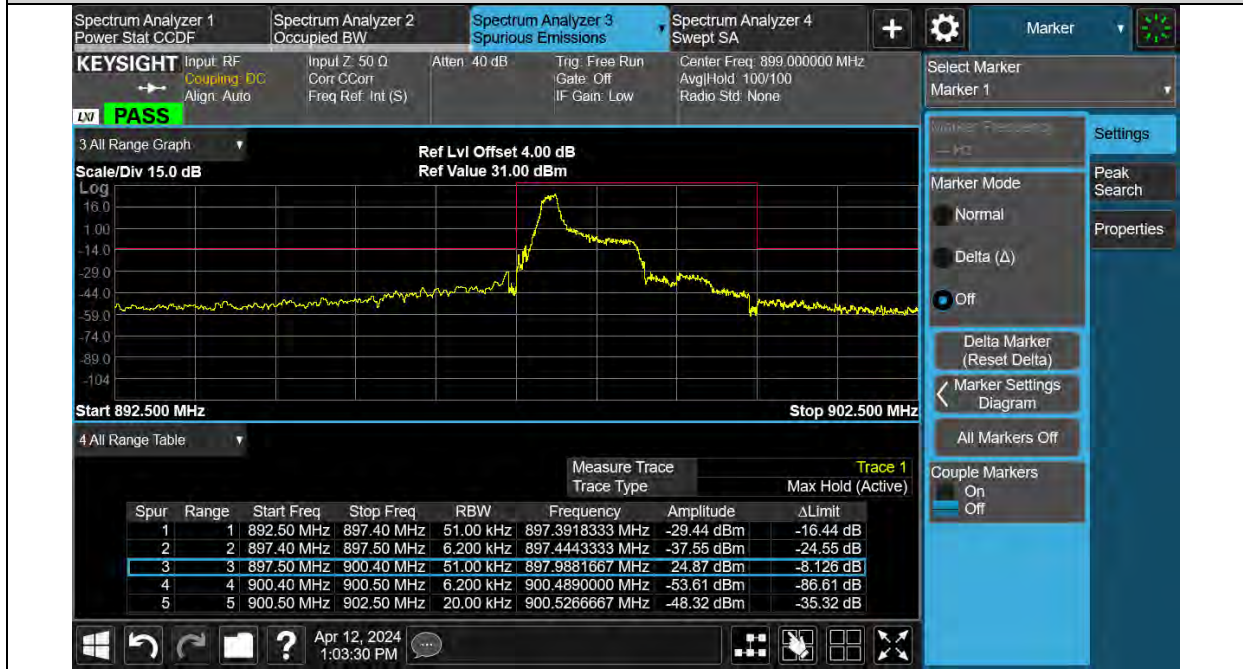 Spectrum Analyzer 1
Power Stat CCDF
Spectrum Analyzer 2
Occupied BW
Spectrum Analyzer 3
Spurious Emissions
Spectrum Analyzer 4
Swept SA
Marker
KEYSIGHT
Input: RF
Coupling: DC
Align: Auto
Input Z: 50 Ω
Corr CCorr
Freq Ref: Int (S)
Atten: 40 dB
Trig: Free Run
Gate: Off
IF Gain: Low
Center Freq: 899.000000 MHz
Avg|Hold: 100/100
Radio Std: None
LXI PASS
Select Marker
Marker 1
Marker Frequency
--- Hz
Settings
Peak Search
Properties
Marker Mode
Normal
Delta (Δ)
Off
Delta Marker
(Reset Delta)
Marker Settings
Diagram
All Markers Off
Couple Markers
On
Off
3 All Range Graph
Scale/Div 15.0 dB
Ref Lvl Offset 4.00 dB
Ref Value 31.00 dBm
Log
16.0
1.00
-14.0
-29.0
-44.0
-59.0
-74.0
-89.0
-104
Start 892.500 MHz Stop 902.500 MHz
4 All Range Table
Measure Trace Trace 1
Trace Type Max Hold (Active)
Spur Range Start Freq Stop Freq RBW Frequency Amplitude ΔLimit
1 1 892.50 MHz 897.40 MHz 51.00 kHz 897.3918333 MHz -29.44 dBm -16.44 dB
2 2 897.40 MHz 897.50 MHz 6.200 kHz 897.4443333 MHz -37.55 dBm -24.55 dB
3 3 897.50 MHz 900.40 MHz 51.00 kHz 897.9881667 MHz 24.87 dBm -8.126 dB
4 4 900.40 MHz 900.50 MHz 6.200 kHz 900.4890000 MHz -53.61 dBm -86.61 dB
5 5 900.50 MHz 902.50 MHz 20.00 kHz 900.5266667 MHz -48.32 dBm -35.32 dB
Apr 12, 2024
1:03:30 PM